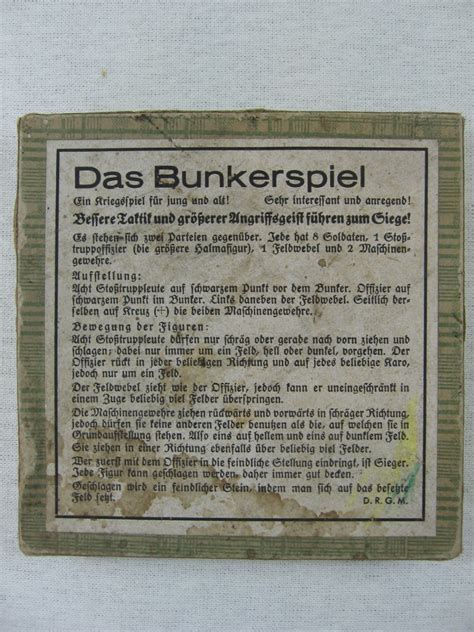 Das Bunkerspiel
Ein Kriegsspiel für jung und alt! Sehr interessant und anregend!
Bessere Taktik und größerer Angriffsgeist führen zum Siege!
Es stehen sich zwei Parteien gegenüber. Jede hat 8 Soldaten, 1 Stoß-
truppoffizier (die größere Halmafigur), 1 Feldwebel und 2 Maschinen-
gewehre.
Aufstellung:
Acht Stoßtruppleute auf schwarzem Punkt vor dem Bunker. Offizier auf
schwarzem Punkt im Bunker. Links daneben der Feldwebel. Seitlich der-
selben auf Kreuz (+) die beiden Maschinengewehre.
Bewegung der Figuren:
Acht Stoßtruppleute dürfen nur schräg oder gerade nach vorn ziehen und
schlagen; dabei nur immer um ein Feld, hell oder dunkel, vorgehen. Der
Offizier rückt in jeder beliebigen Richtung und auf jedes beliebige Karo,
jedoch nur um ein Feld.
Der Feldwebel zieht wie der Offizier, jedoch kann er uneingeschränkt in
einem Zuge beliebig viel Felder überspringen.
Die Maschinengewehre ziehen rückwärts und vorwärts in schräger Richtung,
jedoch dürfen sie keine anderen Felder benutzen als die, auf welchen sie in
Grundaufstellung stehen. Also eins auf hellem und eins auf dunklem Feld.
Sie ziehen in einer Richtung ebenfalls über beliebig viel Felder.
Wer zuerst mit dem Offizier in die feindliche Stellung eindringt, ist Sieger.
Jede Figur kann geschlagen werden, daher immer gut decken.
Geschlagen wird ein feindlicher Stein, indem man sich auf das besetzte
Feld setzt. D.R.G.M.